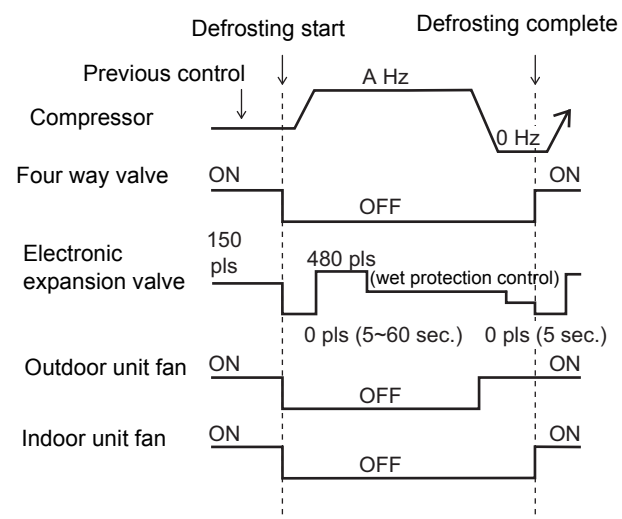 Defrosting start
Defrosting complete
Previous control
A Hz
Compressor
0 Hz
Four way valve
ON
ON
OFF
Electronic
expansion valve
150
pls
480 pls
(wet protection control)
0 pls (5~60 sec.)
0 pls (5 sec.)
Outdoor unit fan
ON
ON
OFF
Indoor unit fan
ON
ON
OFF